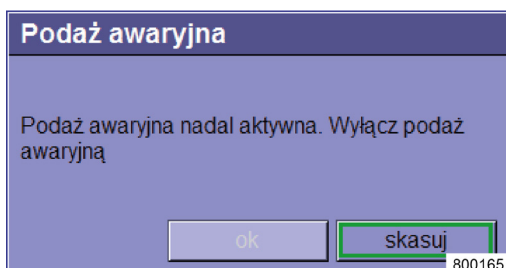 Podaż awaryjna
Podaż awaryjna nadal aktywna. Wyłącz podaż
awaryjną
ok skasuj
800165